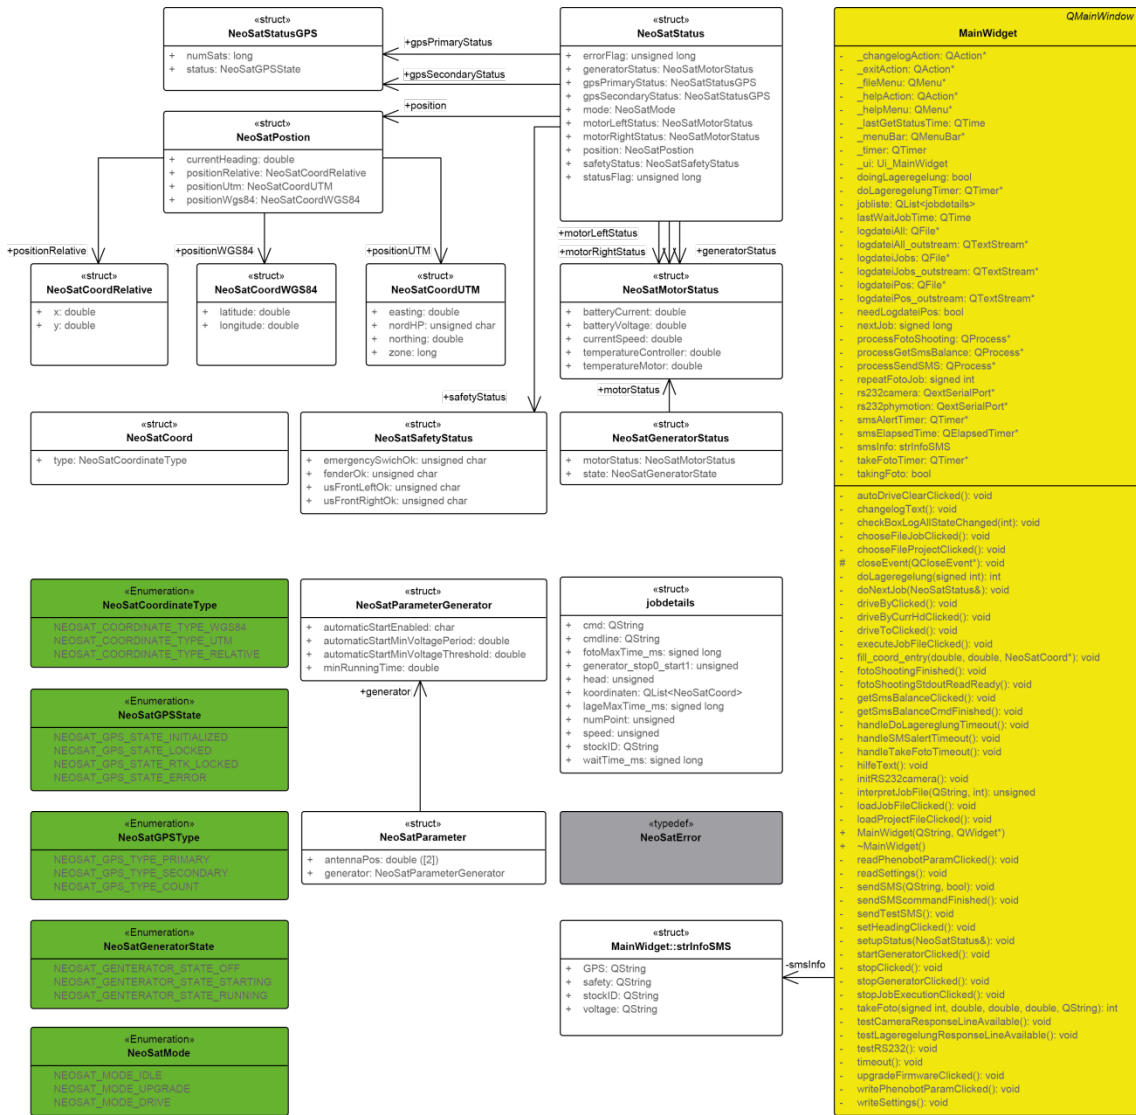 «struct»
NeoSatStatusGPS
+ numSats: long
+ status: NeoSatGPSState
+gpsPrimaryStatus
+gpsSecondaryStatus
+position
«struct»
NeoSatStatus
+ errorFlag: unsigned long
+ generatorStatus: NeoSatMotorStatus
+ gpsPrimaryStatus: NeoSatStatusGPS
+ gpsSecondaryStatus: NeoSatStatusGPS
+ mode: NeoSatMode
+ motorLeftStatus: NeoSatMotorStatus
+ motorRightStatus: NeoSatMotorStatus
+ position: NeoSatPostion
+ safetyStatus: NeoSatSafetyStatus
+ statusFlag: unsigned long
«struct»
NeoSatPostion
+ currentHeading: double
+ positionRelative: NeoSatCoordRelative
+ positionUtm: NeoSatCoordUTM
+ positionWgs84: NeoSatCoordWGS84
+positionRelative
+positionWGS84
+positionUTM
+motorLeftStatus
+motorRightStatus
+generatorStatus
«struct»
NeoSatCoordRelative
+ x: double
+ y: double
«struct»
NeoSatCoordWGS84
+ latitude: double
+ longitude: double
«struct»
NeoSatCoordUTM
+ easting: double
+ nordHP: unsigned char
+ northing: double
+ zone: long
«struct»
NeoSatMotorStatus
+ batteryCurrent: double
+ batteryVoltage: double
+ currentSpeed: double
+ temperatureController: double
+ temperatureMotor: double
+safetyStatus
+motorStatus
«struct»
NeoSatCoord
+ type: NeoSatCoordinateType
«struct»
NeoSatSafetyStatus
+ emergencySwichOk: unsigned char
+ fenderOk: unsigned char
+ usFrontLeftOk: unsigned char
+ usFrontRightOk: unsigned char
«struct»
NeoSatGeneratorStatus
+ motorStatus: NeoSatMotorStatus
+ state: NeoSatGeneratorState
«Enumeration»
NeoSatCoordinateType
NEOSAT_COORDINATE_TYPE_WGS84
NEOSAT_COORDINATE_TYPE_UTM
NEOSAT_COORDINATE_TYPE_RELATIVE
«struct»
NeoSatParameterGenerator
+ automaticStartEnabled: char
+ automaticStartMinVoltagePeriod: double
+ automaticStartMinVoltageThreshold: double
+ minRunningTime: double
+generator
«struct»
jobdetails
+ cmd: QString
+ cmdline: QString
+ fotoMaxTime_ms: signed long
+ generator_stop0_start1: unsigned
+ head: unsigned
+ koordinaten: QList<NeoSatCoord>
+ lageMaxTime_ms: signed long
+ numPoint: unsigned
+ speed: unsigned
+ stockID: QString
+ waitTime_ms: signed long
«Enumeration»
NeoSatGPSState
NEOSAT_GPS_STATE_INITIALIZED
NEOSAT_GPS_STATE_LOCKED
NEOSAT_GPS_STATE_RTK_LOCKED
NEOSAT_GPS_STATE_ERROR
«Enumeration»
NeoSatGPSType
NEOSAT_GPS_TYPE_PRIMARY
NEOSAT_GPS_TYPE_SECONDARY
NEOSAT_GPS_TYPE_COUNT
«struct»
NeoSatParameter
+ antennaPos: double ([2])
+ generator: NeoSatParameterGenerator
«typedef»
NeoSatError
«Enumeration»
NeoSatGeneratorState
NEOSAT_GENTERATOR_STATE_OFF
NEOSAT_GENTERATOR_STATE_STARTING
NEOSAT_GENTERATOR_STATE_RUNNING
«struct»
MainWidget::strInfoSMS
+ GPS: QString
+ safety: QString
+ stockID: QString
+ voltage: QString
-smsInfo
«Enumeration»
NeoSatMode
NEOSAT_MODE_IDLE
NEOSAT_MODE_UPGRADE
NEOSAT_MODE_DRIVE
QMainWindow
MainWidget
- _changelogAction: QAction*
- _exitAction: QAction*
- _fileMenu: QMenu*
- _helpAction: QAction*
- _helpMenu: QMenu*
- _lastGetStatusTime: QTime
- _menuBar: QMenuBar*
- _timer: QTimer
- _ui: Ui_MainWidget
- doingLageregelung: bool
- doLageregelungTimer: QTimer*
- jobliste: QList<jobdetails>
- lastWaitJobTime: QTime
- logdateiAll: QFile*
- logdateiAll_outstream: QTextStream*
- logdateiJobs: QFile*
- logdateiJobs_outstream: QTextStream*
- logdateiPos: QFile*
- logdateiPos_outstream: QTextStream*
- needLogdateiPos: bool
- nextJob: signed long
- processFotoShooting: QProcess*
- processGetSmsBalance: QProcess*
- processSendSMS: QProcess*
- repeatFotoJob: signed int
- rs232camera: QextSerialPort*
- rs232phymotion: QextSerialPort*
- smsAlertTimer: QTimer*
- smsElapsedTime: QElapsedTimer*
- smsInfo: strInfoSMS
- takeFotoTimer: QTimer*
- takingFoto: bool
- autoDriveClearClicked(): void
- changelogText(): void
- checkBoxLogAllStateChanged(int): void
- chooseFileJobClicked(): void
- chooseFileProjectClicked(): void
# closeEvent(QCloseEvent*): void
- doLageregelung(signed int): int
- doNextJob(NeoSatStatus&): void
- driveByClicked(): void
- driveByCurrHdClicked(): void
- driveToClicked(): void
- executeJobFileClicked(): void
- fill_coord_entry(double, double, NeoSatCoord*): void
- fotoShootingFinished(): void
- fotoShootingStdoutReadReady(): void
- getSmsBalanceClicked(): void
- getSmsBalanceCmdFinished(): void
- handleDoLagereglungTimeout(): void
- handleSMSalertTimeout(): void
- handleTakeFotoTimeout(): void
- hilfeText(): void
- initRS232camera(): void
- interpretJobFile(QString, int): unsigned
- loadJobFileClicked(): void
- loadProjectFileClicked(): void
+ MainWidget(QString, QWidget*)
+ ~MainWidget()
- readPhenobotParamClicked(): void
- readSettings(): void
- sendSMS(QString, bool): void
- sendSMScommandFinished(): void
- sendTestSMS(): void
- setHeadingClicked(): void
- setupStatus(NeoSatStatus&): void
- startGeneratorClicked(): void
- stopClicked(): void
- stopGeneratorClicked(): void
- stopJobExecutionClicked(): void
- takeFoto(signed int, double, double, double, QString): int
- testCameraResponseLineAvailable(): void
- testLageregelungResponseLineAvailable(): void
- testRS232(): void
- timeout(): void
- upgradeFirmwareClicked(): void
- writePhenobotParamClicked(): void
- writeSettings(): void